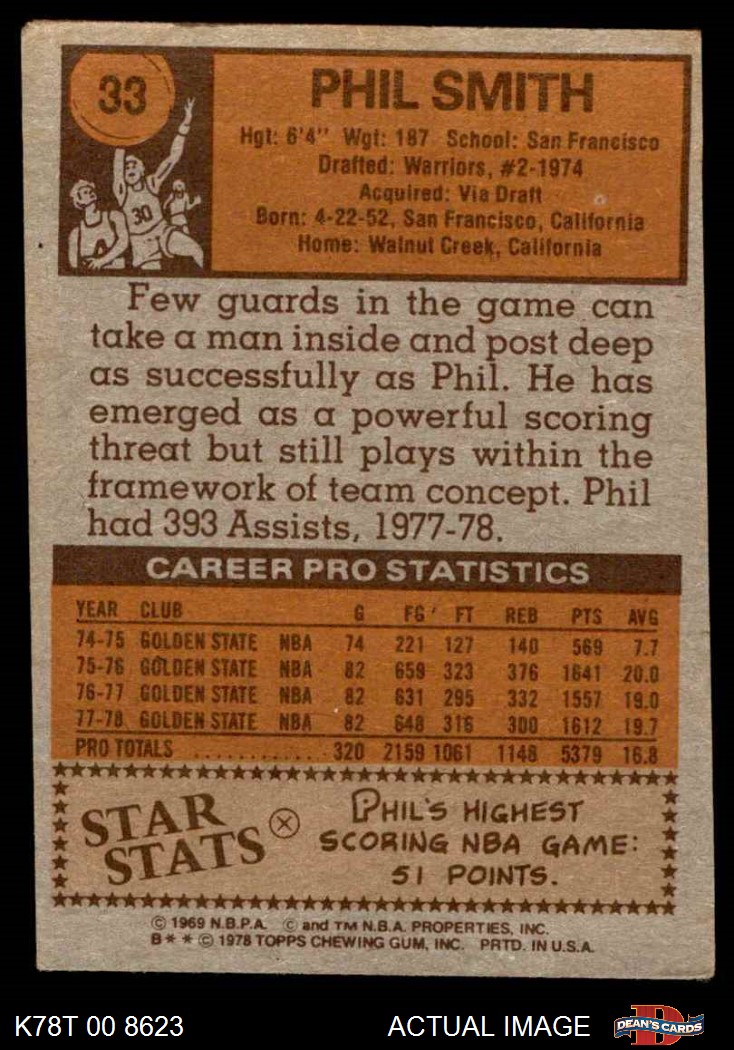 33
30
PHIL SMITH
Hgt: 6'4" Wgt: 187 School: San Francisco
Drafted: Warriors, #2-1974
Acquired: Via Draft
Born: 4-22-52, San Francisco, California
Home: Walnut Creek, California
Few guards in the game can
take a man inside and post deep
as successfully as Phil. He has
emerged as a powerful scoring
threat but still plays within the
framework of team concept. Phil
had 393 Assists, 1977-78.
CAREER PRO STATISTICS
YEAR CLUB G FG FT REB PTS AVG
74-75 GOLDEN STATE NBA 74 221 127 140 569 7.7
75-76 GOLDEN STATE NBA 82 659 323 376 1641 20.0
76-77 GOLDEN STATE NBA 82 631 295 332 1557 19.0
77-78 GOLDEN STATE NBA 82 648 316 300 1612 19.7
PRO TOTALS ........... 320 2159 1061 1148 5379 16.8
STAR
STATS
PHIL'S HIGHEST
SCORING NBA GAME:
51 POINTS.
© 1969 N.B.P.A. © and TM N.B.A. PROPERTIES, INC.
B* * © 1978 TOPPS CHEWING GUM, INC. PRTD. IN U.S.A.
K78T 00 8623 ACTUAL IMAGE
D
DEAN'S CARDS